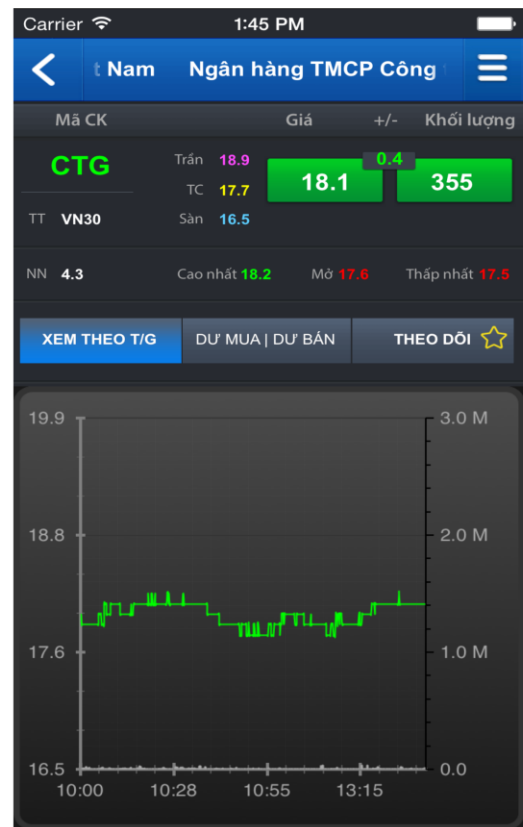 Carrier 1:45 PM
t Nam Ngân hàng TMCP Công
Mã CK Giá +/- Khối lượng
CTG Trần 18.9 18.1 0.4 355
TC 17.7
TT VN30 Sàn 16.5
NN 4.3 Cao nhất 18.2 Mở 17.6 Thấp nhất 17.5
XEM THEO T/G DƯ MUA | DƯ BÁN THEO DÕI
19.9 3.0 M
18.8 2.0 M
17.6 1.0 M
16.5 0.0
10:00 10:28 10:55 13:15